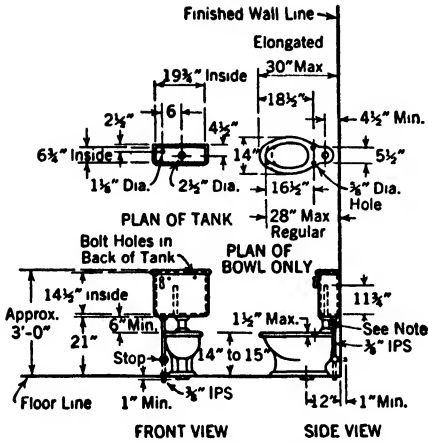 Finished Wall Line
Elongated
30" Max
19⅜" Inside
18½"
2½"
6
4½"
4½" Min.
6¾" Inside
14"
5½"
1⅛" Dia.
2½" Dia.
16½"
⅜" Dia.
Hole
PLAN OF TANK
28" Max
Regular
Bolt Holes in
Back of Tank
PLAN OF
BOWL ONLY
14½" inside
11⅜"
Approx.
3'-0"
6" Min.
1½" Max.
See Note
21"
⅜" IPS
Stop
14" to 15"
⅜" IPS
Floor Line
1" Min.
12"
1" Min.
FRONT VIEW
SIDE VIEW